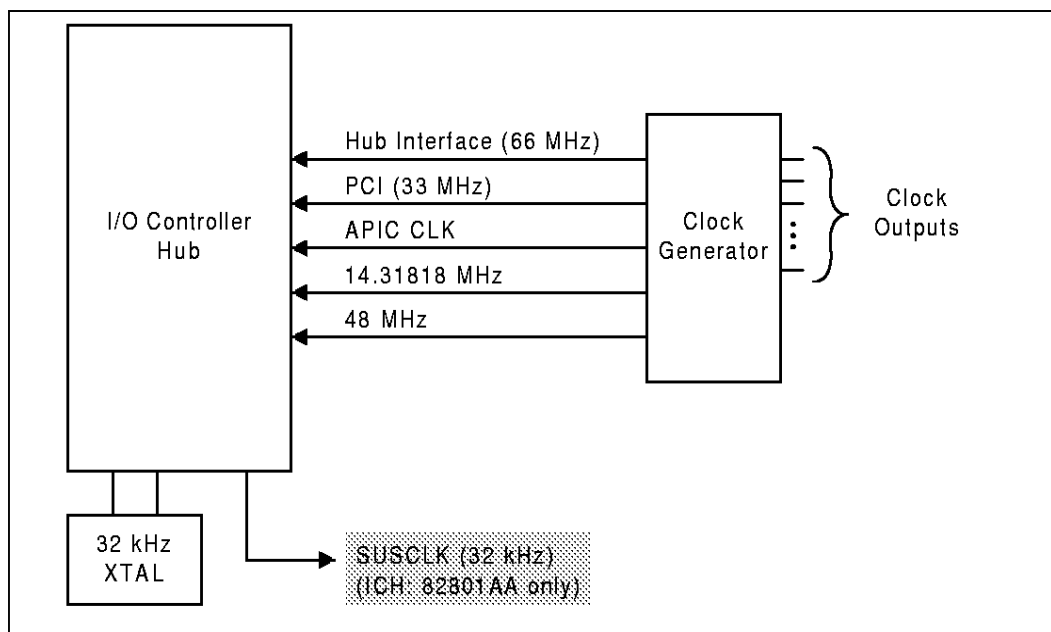 Hub Interface (66 MHz)
PCI (33 MHz)
I/O Controller
Hub
APIC CLK
14.31818 MHz
48 MHz
Clock
Generator
Clock
Outputs
32 kHz
XTAL
SUSCLK (32 kHz)
(ICH: 82801AA only)